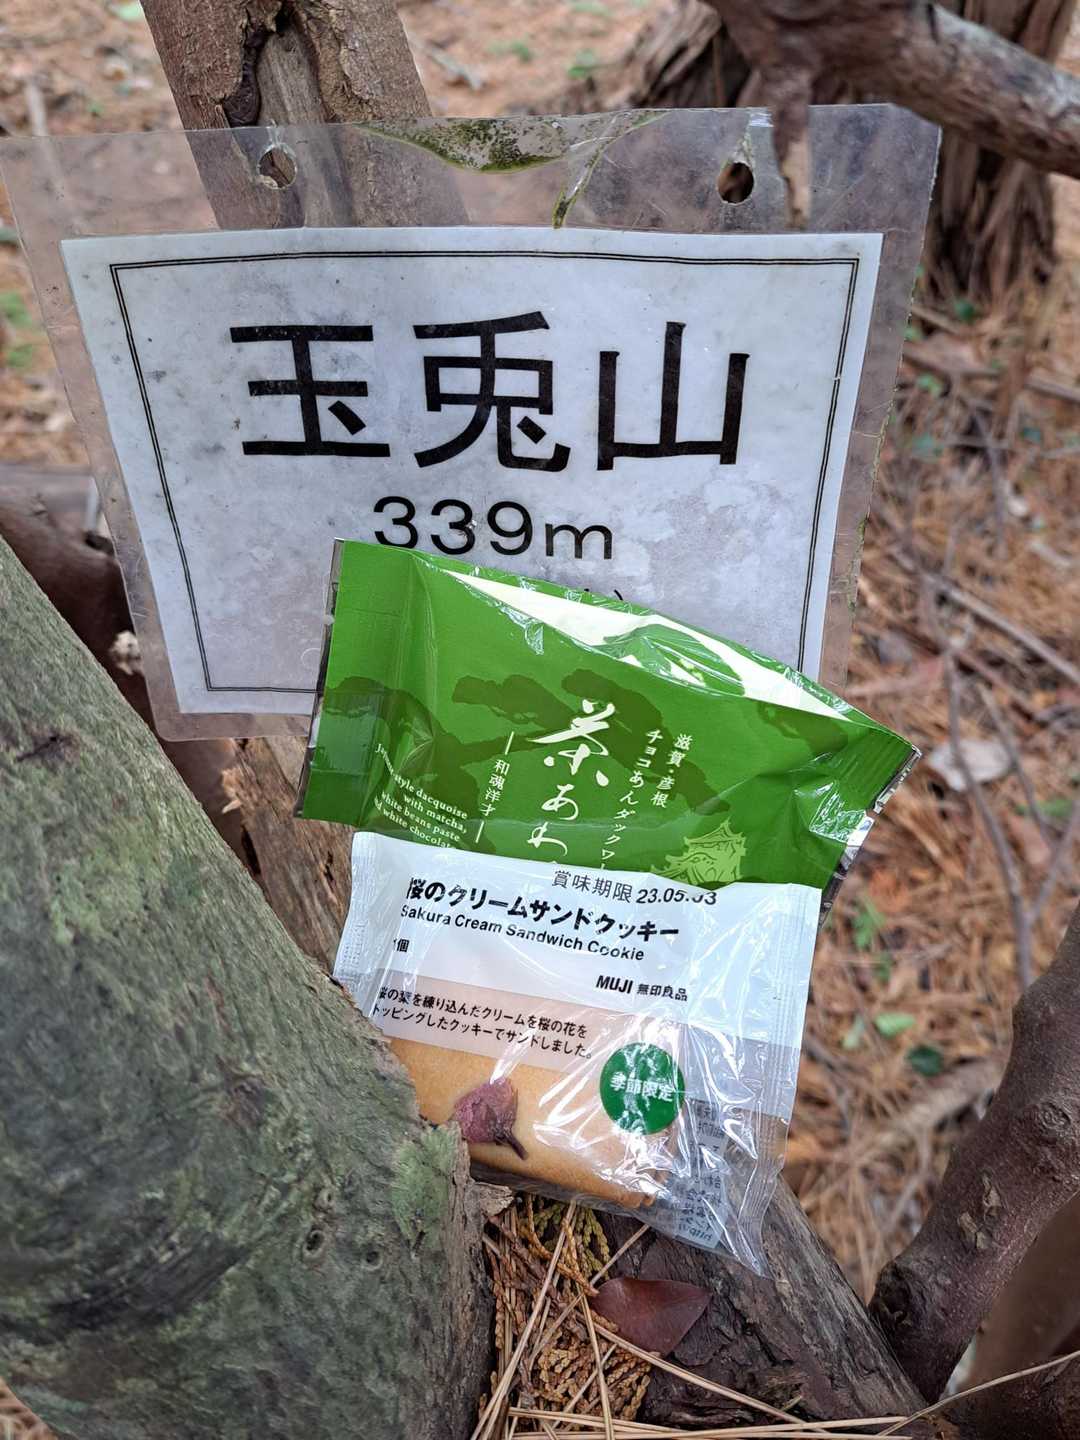 玉兎山
339m
滋賀・彦根
チョコあんダックワ
茶あわ
和魂洋才
Japanese style dacquoise
with matcha,
white beans paste
and white chocolate
賞味期限 23.05.03
桜のクリームサンドクッキー
Sakura Cream Sandwich Cookie
1個
MUJI 無印良品
桜の葉を練り込んだクリームを桜の花を
トッピングしたクッキーでサンドしました。
季節限定